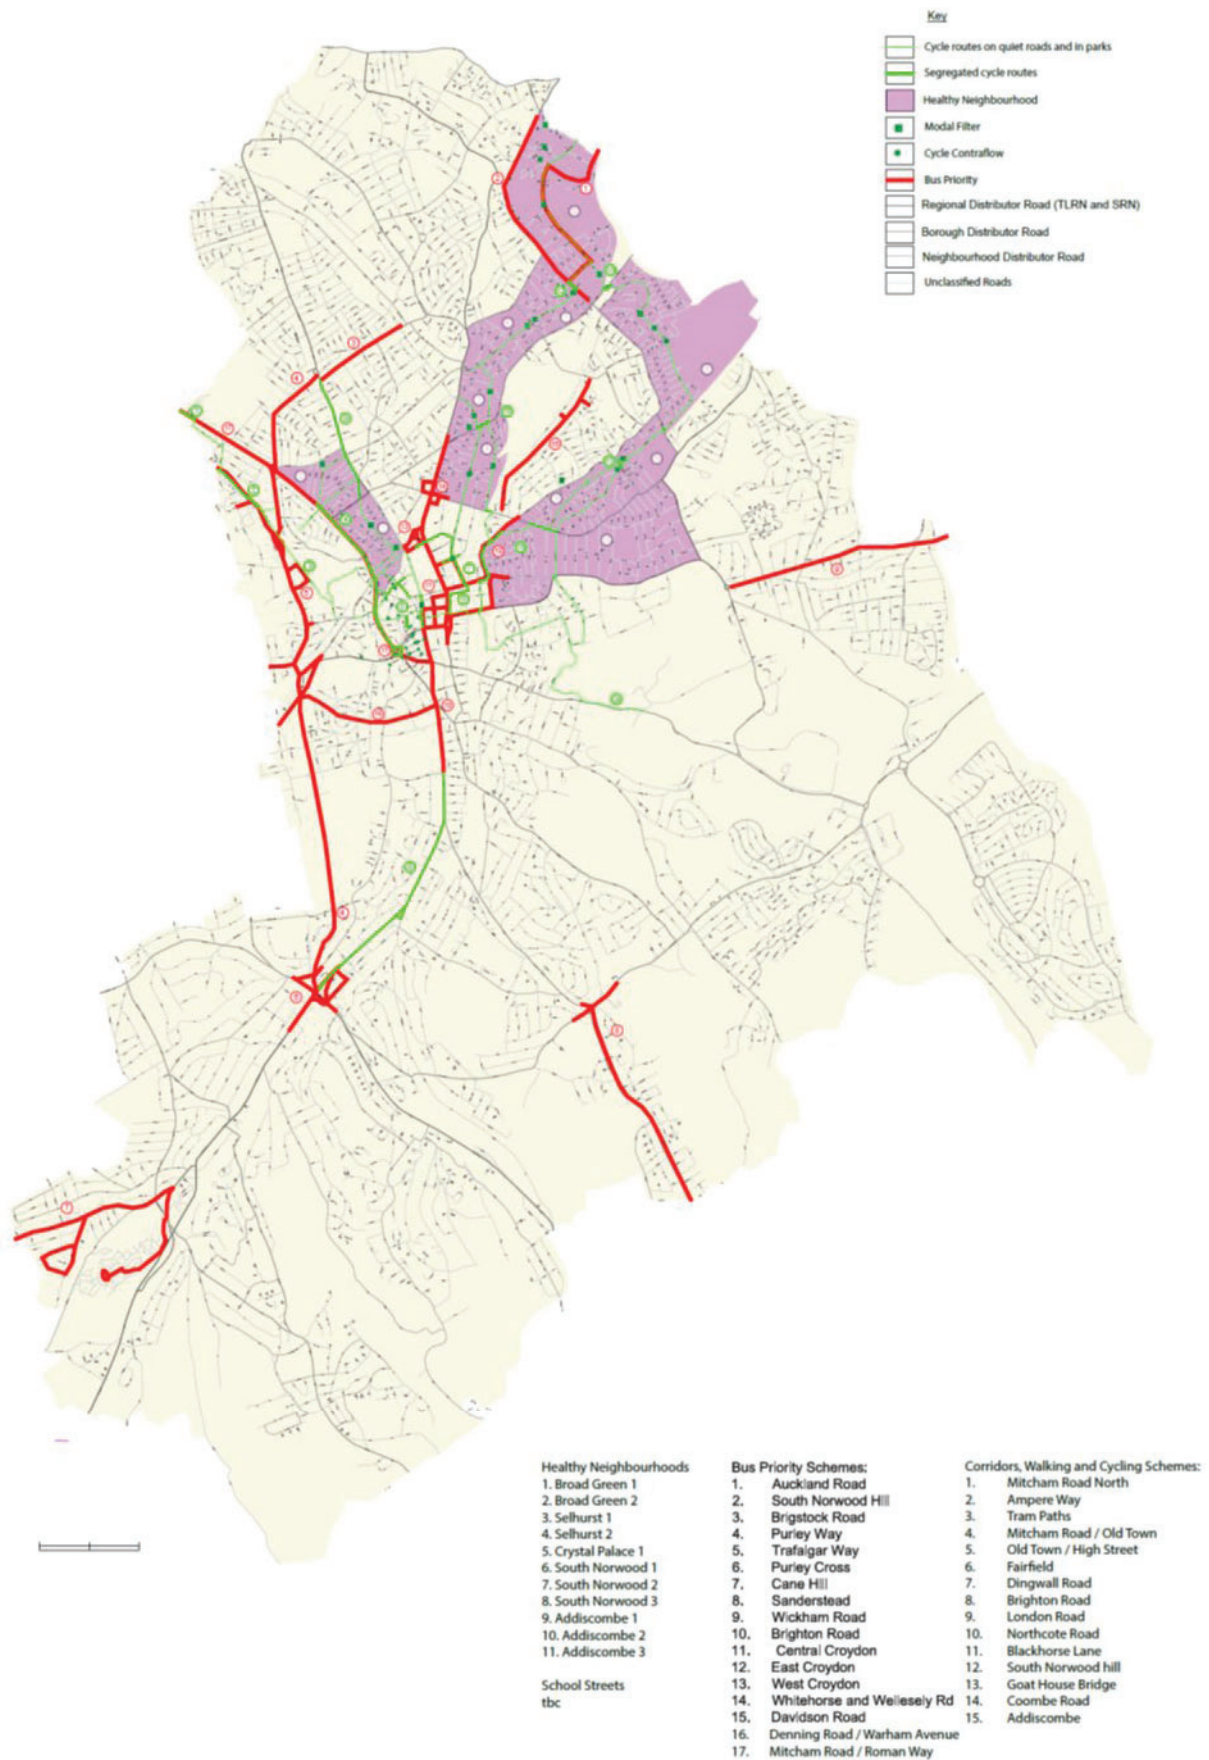 Key
Cycle routes on quiet roads and in parks
Segregated cycle routes
Healthy Neighbourhood
Modal Filter
Cycle Contraflow
Bus Priority
Regional Distributor Road (TLRN and SRN)
Borough Distributor Road
Neighbourhood Distributor Road
Unclassified Roads
Healthy Neighbourhoods
1. Broad Green 1
2. Broad Green 2
3. Selhurst 1
4. Selhurst 2
5. Crystal Palace 1
6. South Norwood 1
7. South Norwood 2
8. South Norwood 3
9. Addiscombe 1
10. Addiscombe 2
11. Addiscombe 3
School Streets
tbc
Bus Priority Schemes:
1. Auckland Road
2. South Norwood Hill
3. Brigstock Road
4. Purley Way
5. Trafalgar Way
6. Purley Cross
7. Cane Hill
8. Sanderstead
9. Wickham Road
10. Brighton Road
11. Central Croydon
12. East Croydon
13. West Croydon
14. Whitehorse and Wellesely Rd
15. Davidson Road
16. Denning Road / Warham Avenue
17. Mitcham Road / Roman Way
Corridors, Walking and Cycling Schemes:
1. Mitcham Road North
2. Ampere Way
3. Tram Paths
4. Mitcham Road / Old Town
5. Old Town / High Street
6. Fairfield
7. Dingwall Road
8. Brighton Road
9. London Road
10. Northcote Road
11. Blackhorse Lane
12. South Norwood hill
13. Goat House Bridge
14. Coombe Road
15. Addiscombe